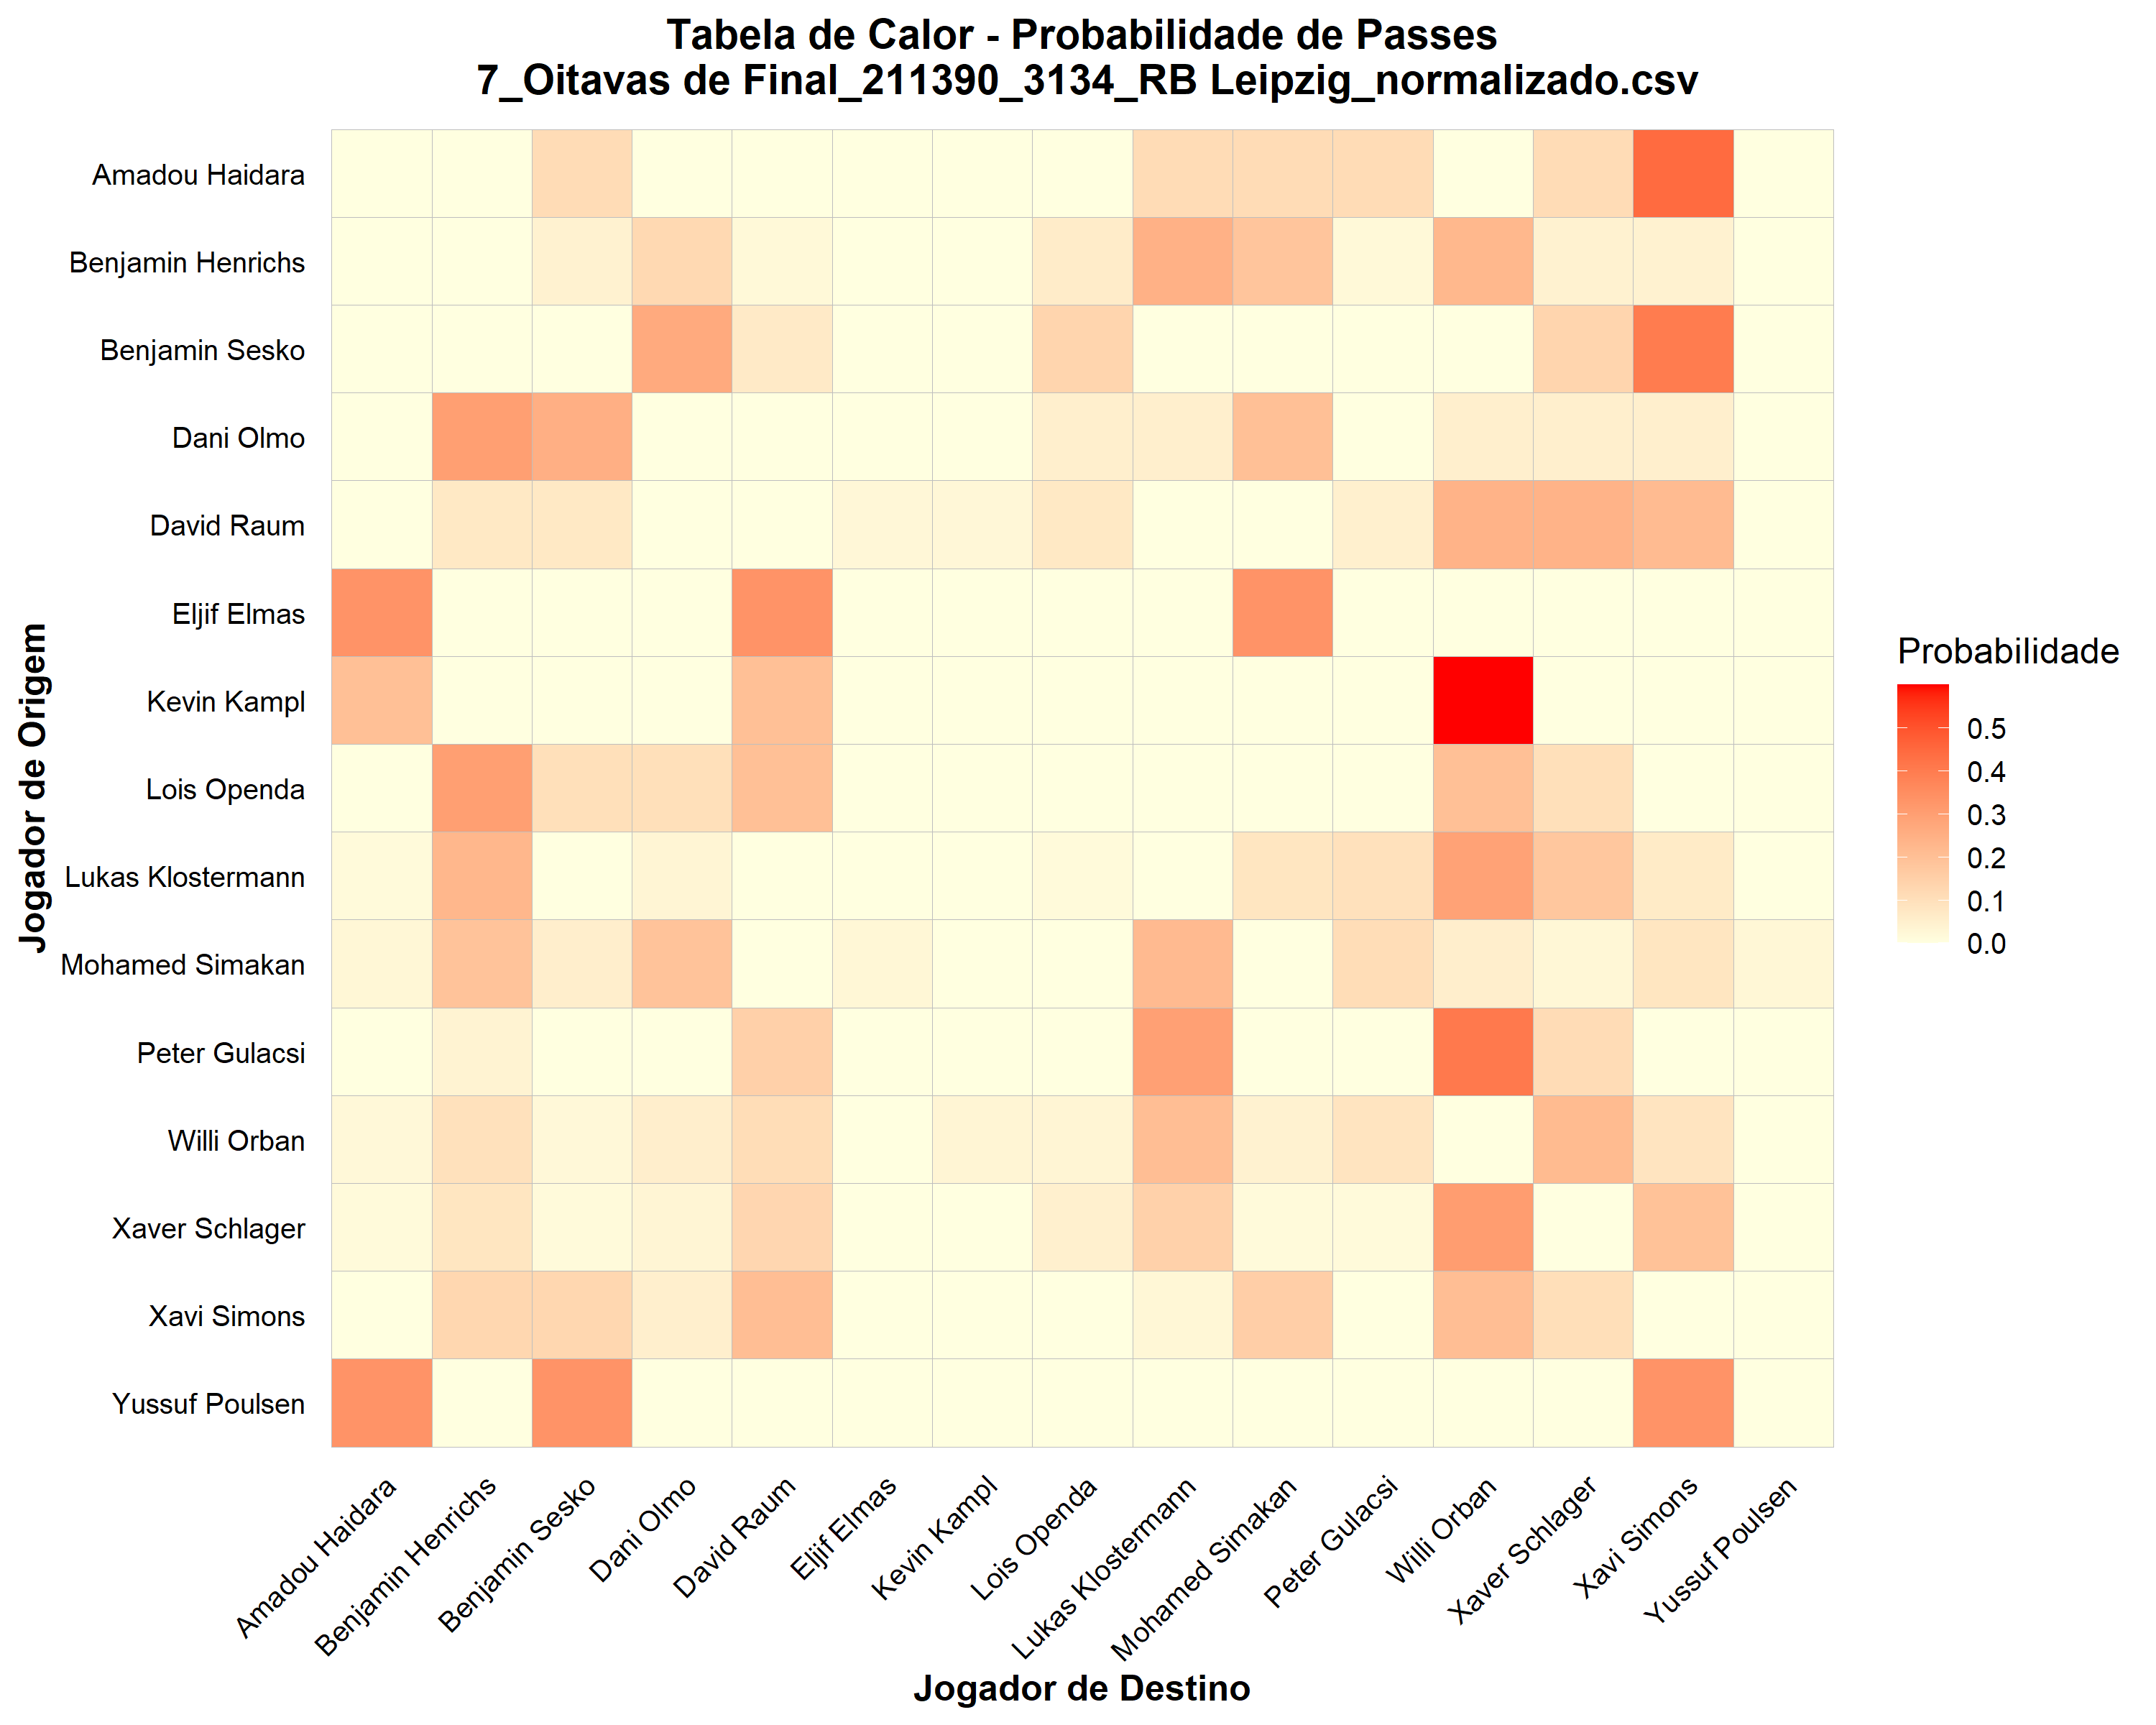 Tabela de Calor - Probabilidade de Passes
7_Oitavas de Final_211390_3134_RB Leipzig_normalizado.csv
Jogador de Origem
Amadou Haidara
Benjamin Henrichs
Benjamin Sesko
Dani Olmo
David Raum
Eljif Elmas
Kevin Kampl
Lois Openda
Lukas Klostermann
Mohamed Simakan
Peter Gulacsi
Willi Orban
Xaver Schlager
Xavi Simons
Yussuf Poulsen
Amadou Haidara
Benjamin Henrichs
Benjamin Sesko
Dani Olmo
David Raum
Eljif Elmas
Kevin Kampl
Lois Openda
Lukas Klostermann
Mohamed Simakan
Peter Gulacsi
Willi Orban
Xaver Schlager
Xavi Simons
Yussuf Poulsen
Jogador de Destino
Probabilidade
0.5
0.4
0.3
0.2
0.1
0.0